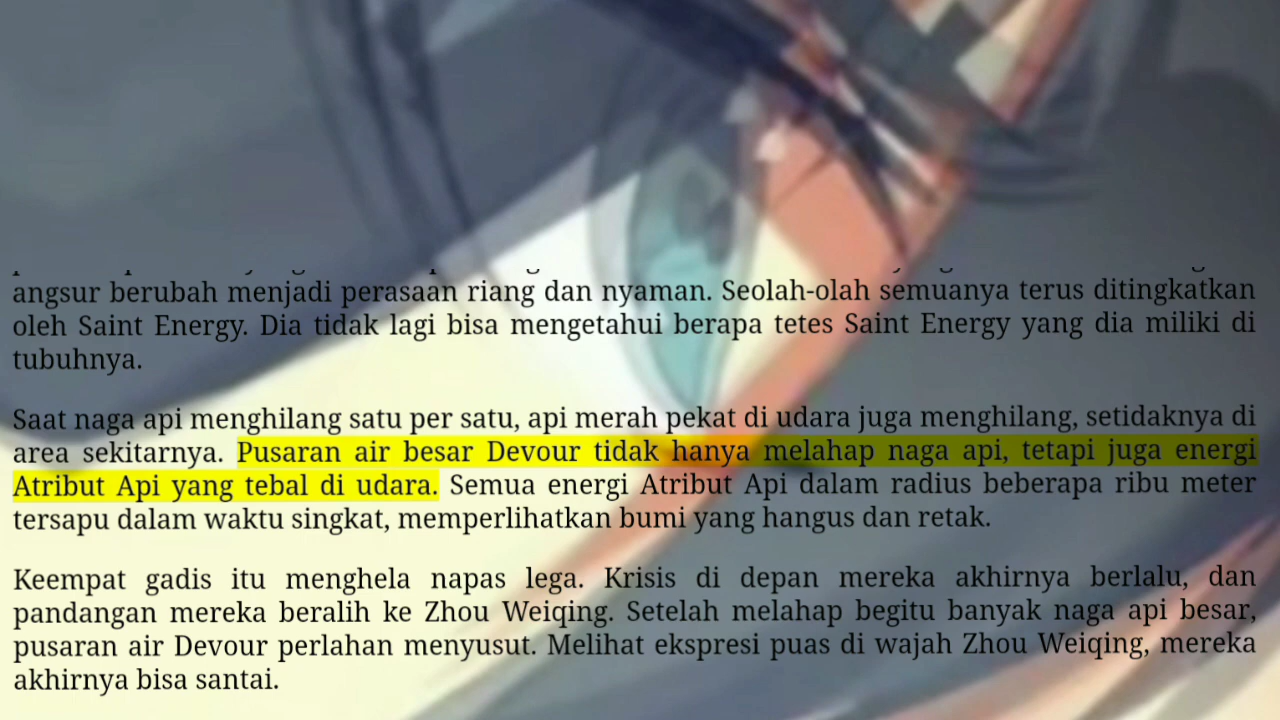 angsur berubah menjadi perasaan riang dan nyaman. Seolah-olah semuanya terus ditingkatkan
oleh Saint Energy. Dia tidak lagi bisa mengetahui berapa tetes Saint Energy yang dia miliki di
tubuhnya.
Saat naga api menghilang satu per satu, api merah pekat di udara juga menghilang, setidaknya di
area sekitarnya. Pusaran air besar Devour tidak hanya melahap naga api, tetapi juga energi
Atribut Api yang tebal di udara. Semua energi Atribut Api dalam radius beberapa ribu meter
tersapu dalam waktu singkat, memperlihatkan bumi yang hangus dan retak.
Keempat gadis itu menghela napas lega. Krisis di depan mereka akhirnya berlalu, dan
pandangan mereka beralih ke Zhou Weiqing. Setelah melahap begitu banyak naga api besar,
pusaran air Devour perlahan menyusut. Melihat ekspresi puas di wajah Zhou Weiqing, mereka
akhirnya bisa santai.